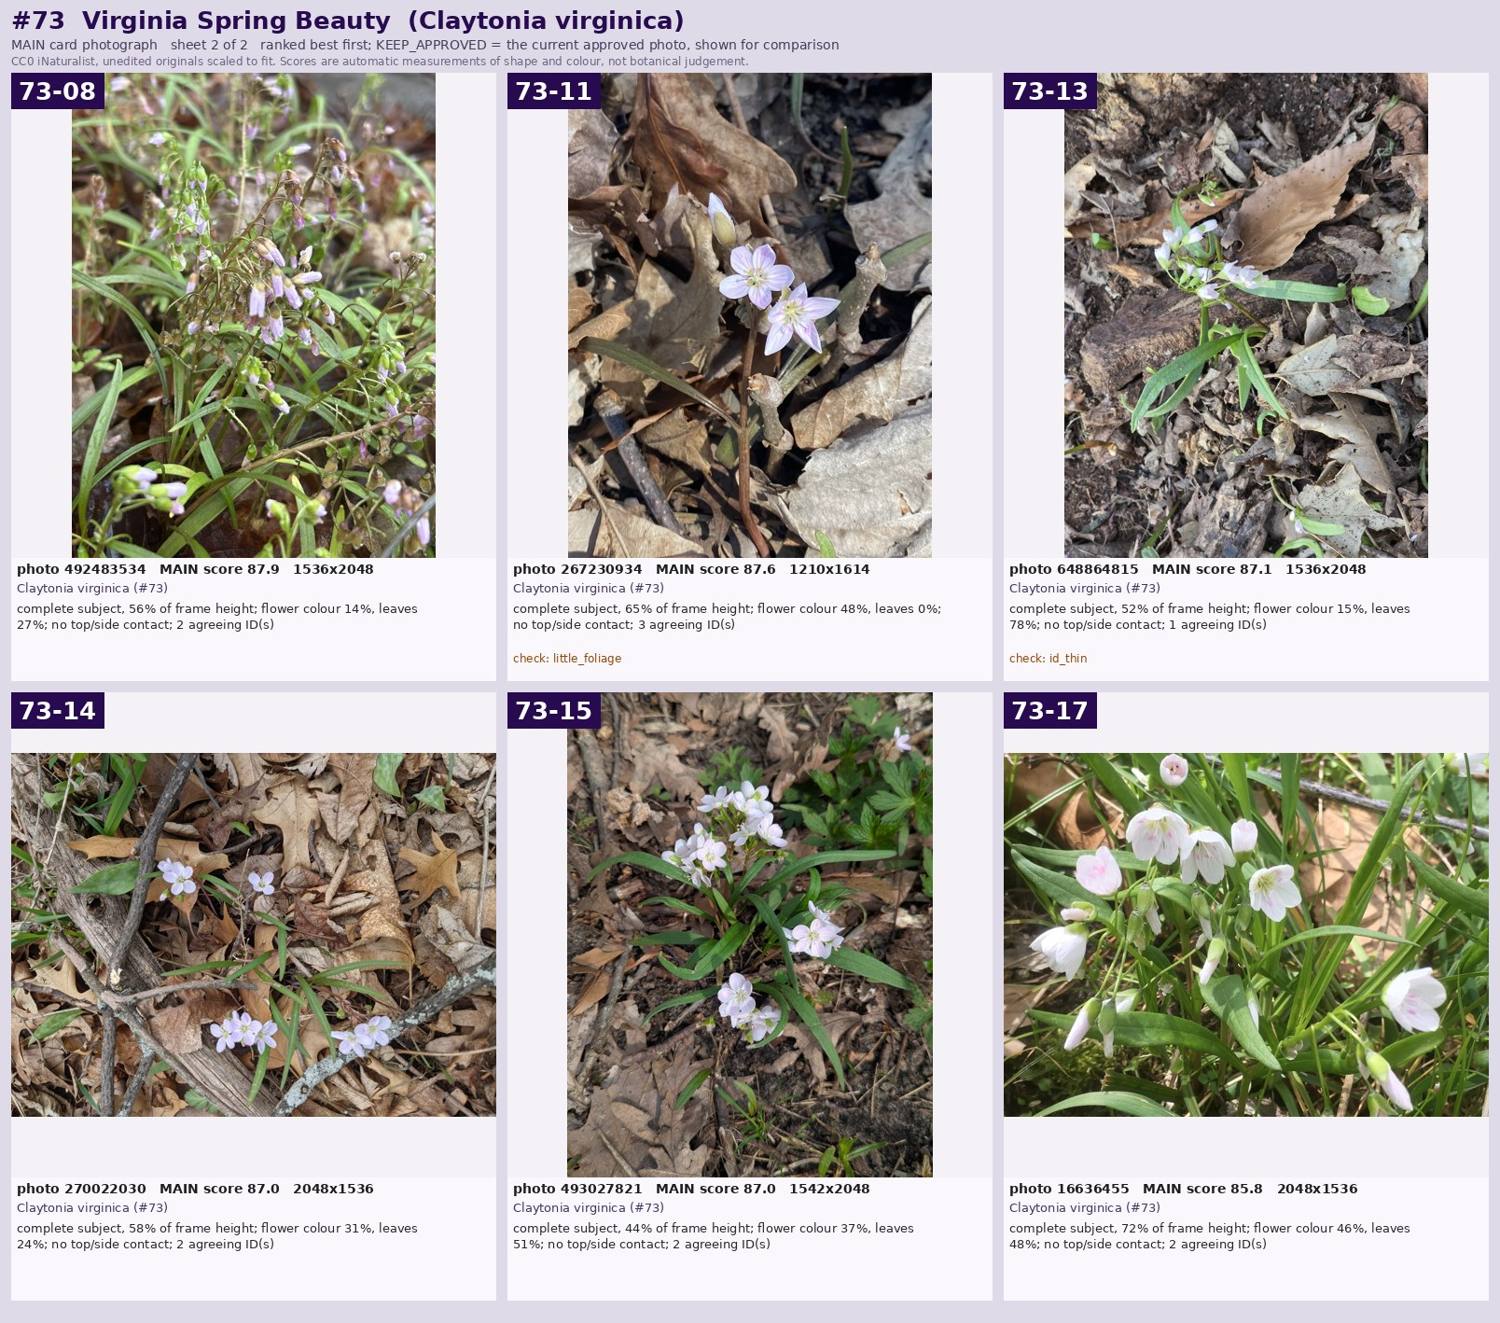 #73  Virginia Spring Beauty  (Claytonia virginica)
MAIN card photograph   sheet 2 of 2   ranked best first; KEEP_APPROVED = the current approved photo, shown for comparison
CC0 iNaturalist, unedited originals scaled to fit. Scores are automatic measurements of shape and colour, not botanical judgement.
73-08
photo 492483534   MAIN score 87.9   1536x2048
Claytonia virginica (#73)
complete subject, 56% of frame height; flower colour 14%, leaves
27%; no top/side contact; 2 agreeing ID(s)
73-11
photo 267230934   MAIN score 87.6   1210x1614
Claytonia virginica (#73)
complete subject, 65% of frame height; flower colour 48%, leaves 0%;
no top/side contact; 3 agreeing ID(s)
check: little_foliage
73-13
photo 648864815   MAIN score 87.1   1536x2048
Claytonia virginica (#73)
complete subject, 52% of frame height; flower colour 15%, leaves
78%; no top/side contact; 1 agreeing ID(s)
check: id_thin
73-14
photo 270022030   MAIN score 87.0   2048x1536
Claytonia virginica (#73)
complete subject, 58% of frame height; flower colour 31%, leaves
24%; no top/side contact; 2 agreeing ID(s)
73-15
photo 493027821   MAIN score 87.0   1542x2048
Claytonia virginica (#73)
complete subject, 44% of frame height; flower colour 37%, leaves
51%; no top/side contact; 2 agreeing ID(s)
73-17
photo 16636455   MAIN score 85.8   2048x1536
Claytonia virginica (#73)
complete subject, 72% of frame height; flower colour 46%, leaves
48%; no top/side contact; 2 agreeing ID(s)